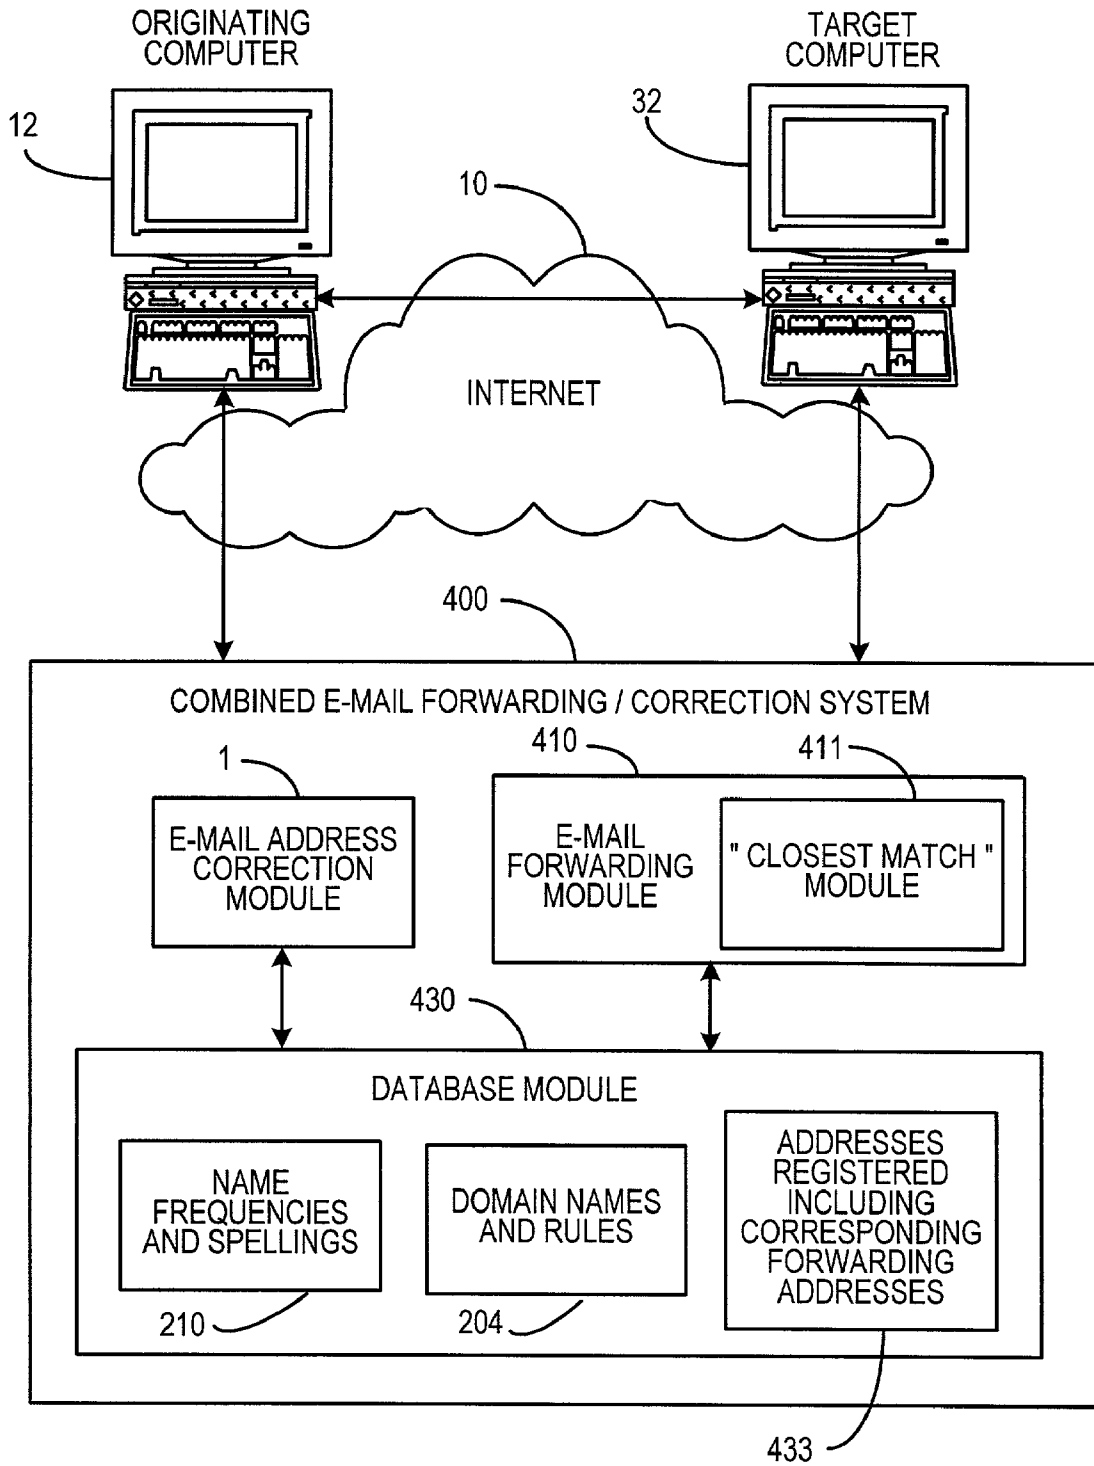 ORIGINATING
COMPUTER
TARGET
COMPUTER
12
32
10
INTERNET
400
COMBINED E-MAIL FORWARDING / CORRECTION SYSTEM
1
410
411
E-MAIL ADDRESS
CORRECTION
MODULE
E-MAIL
FORWARDING
MODULE
" CLOSEST MATCH "
MODULE
430
DATABASE MODULE
NAME
FREQUENCIES
AND SPELLINGS
DOMAIN NAMES
AND RULES
ADDRESSES
REGISTERED
INCLUDING
CORRESPONDING
FORWARDING
ADDRESSES
210
204
433